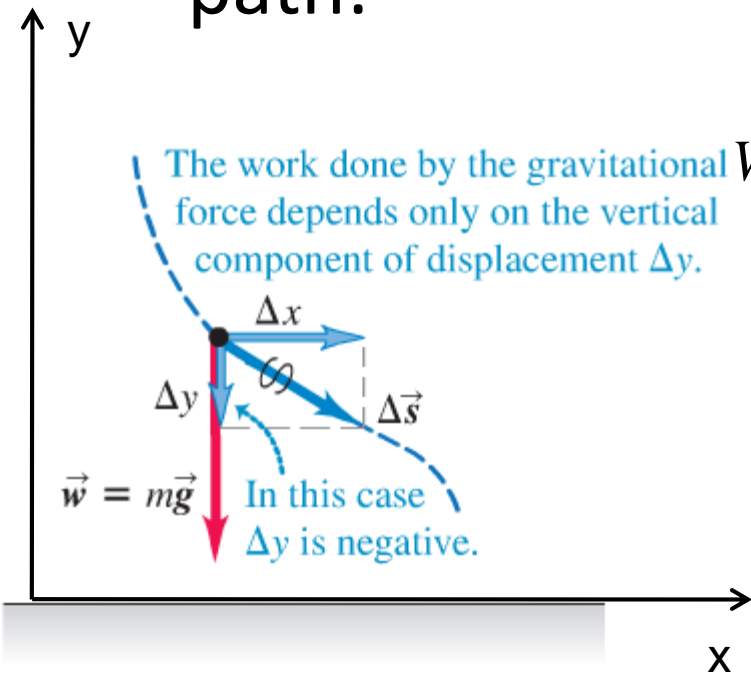 path.
y
The work done by the gravitational
force depends only on the vertical
component of displacement Δy.
Δx
Δy
Δs⃗
w⃗ = mg⃗
In this case
Δy is negative.
x